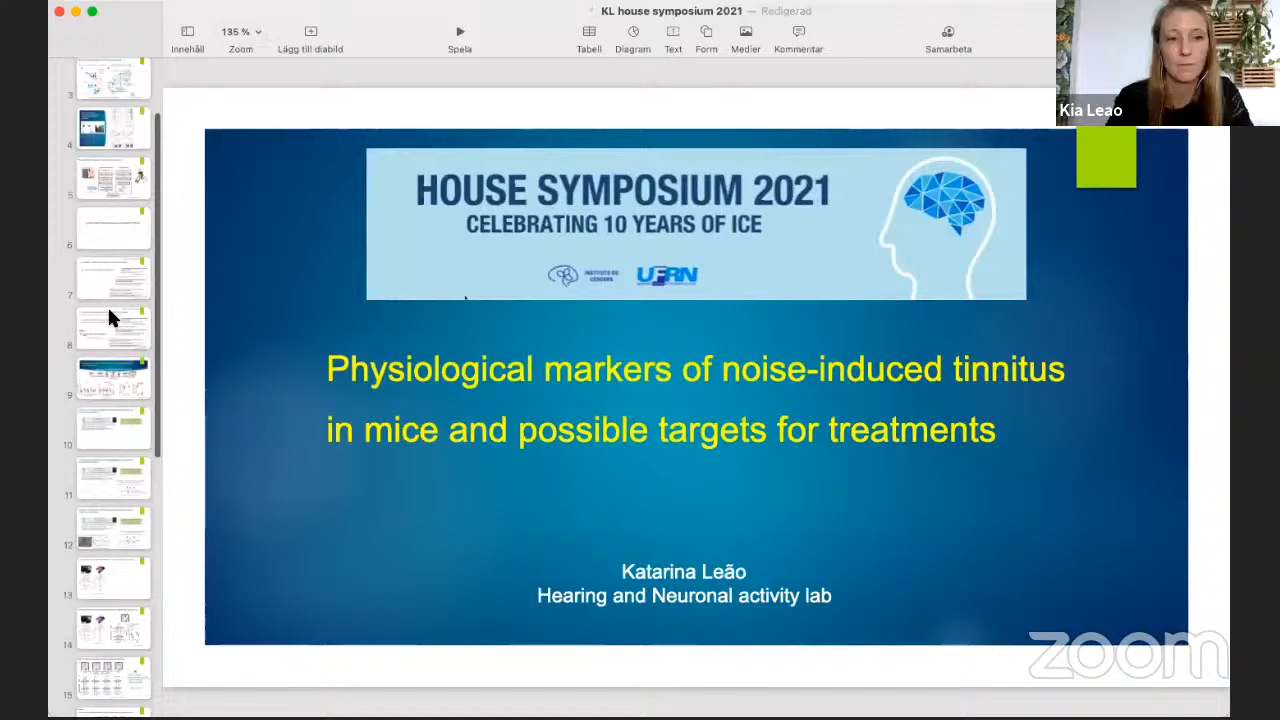 KL house symposium 2021 — Redigerad
135 %
Innehåll
Zoom
Lägg till diabild
Spela
Tabell
Diagram
Text
Form
Medier
Kommentar
Samarbeta
Kia Leao
HOUSE SYMPOSIUM 2021
CELEBRATING 10 YEARS OF ICE
INSTITUTO DO
CÉREBRO
UFRN
Physiological markers of noise-induced tinnitus
in mice and possible targets for treatments
Katarina Leão
Hearing and Neuronal activity lab
zoom
3
4
5
6
7
8
9
10
11
12
13
14
15